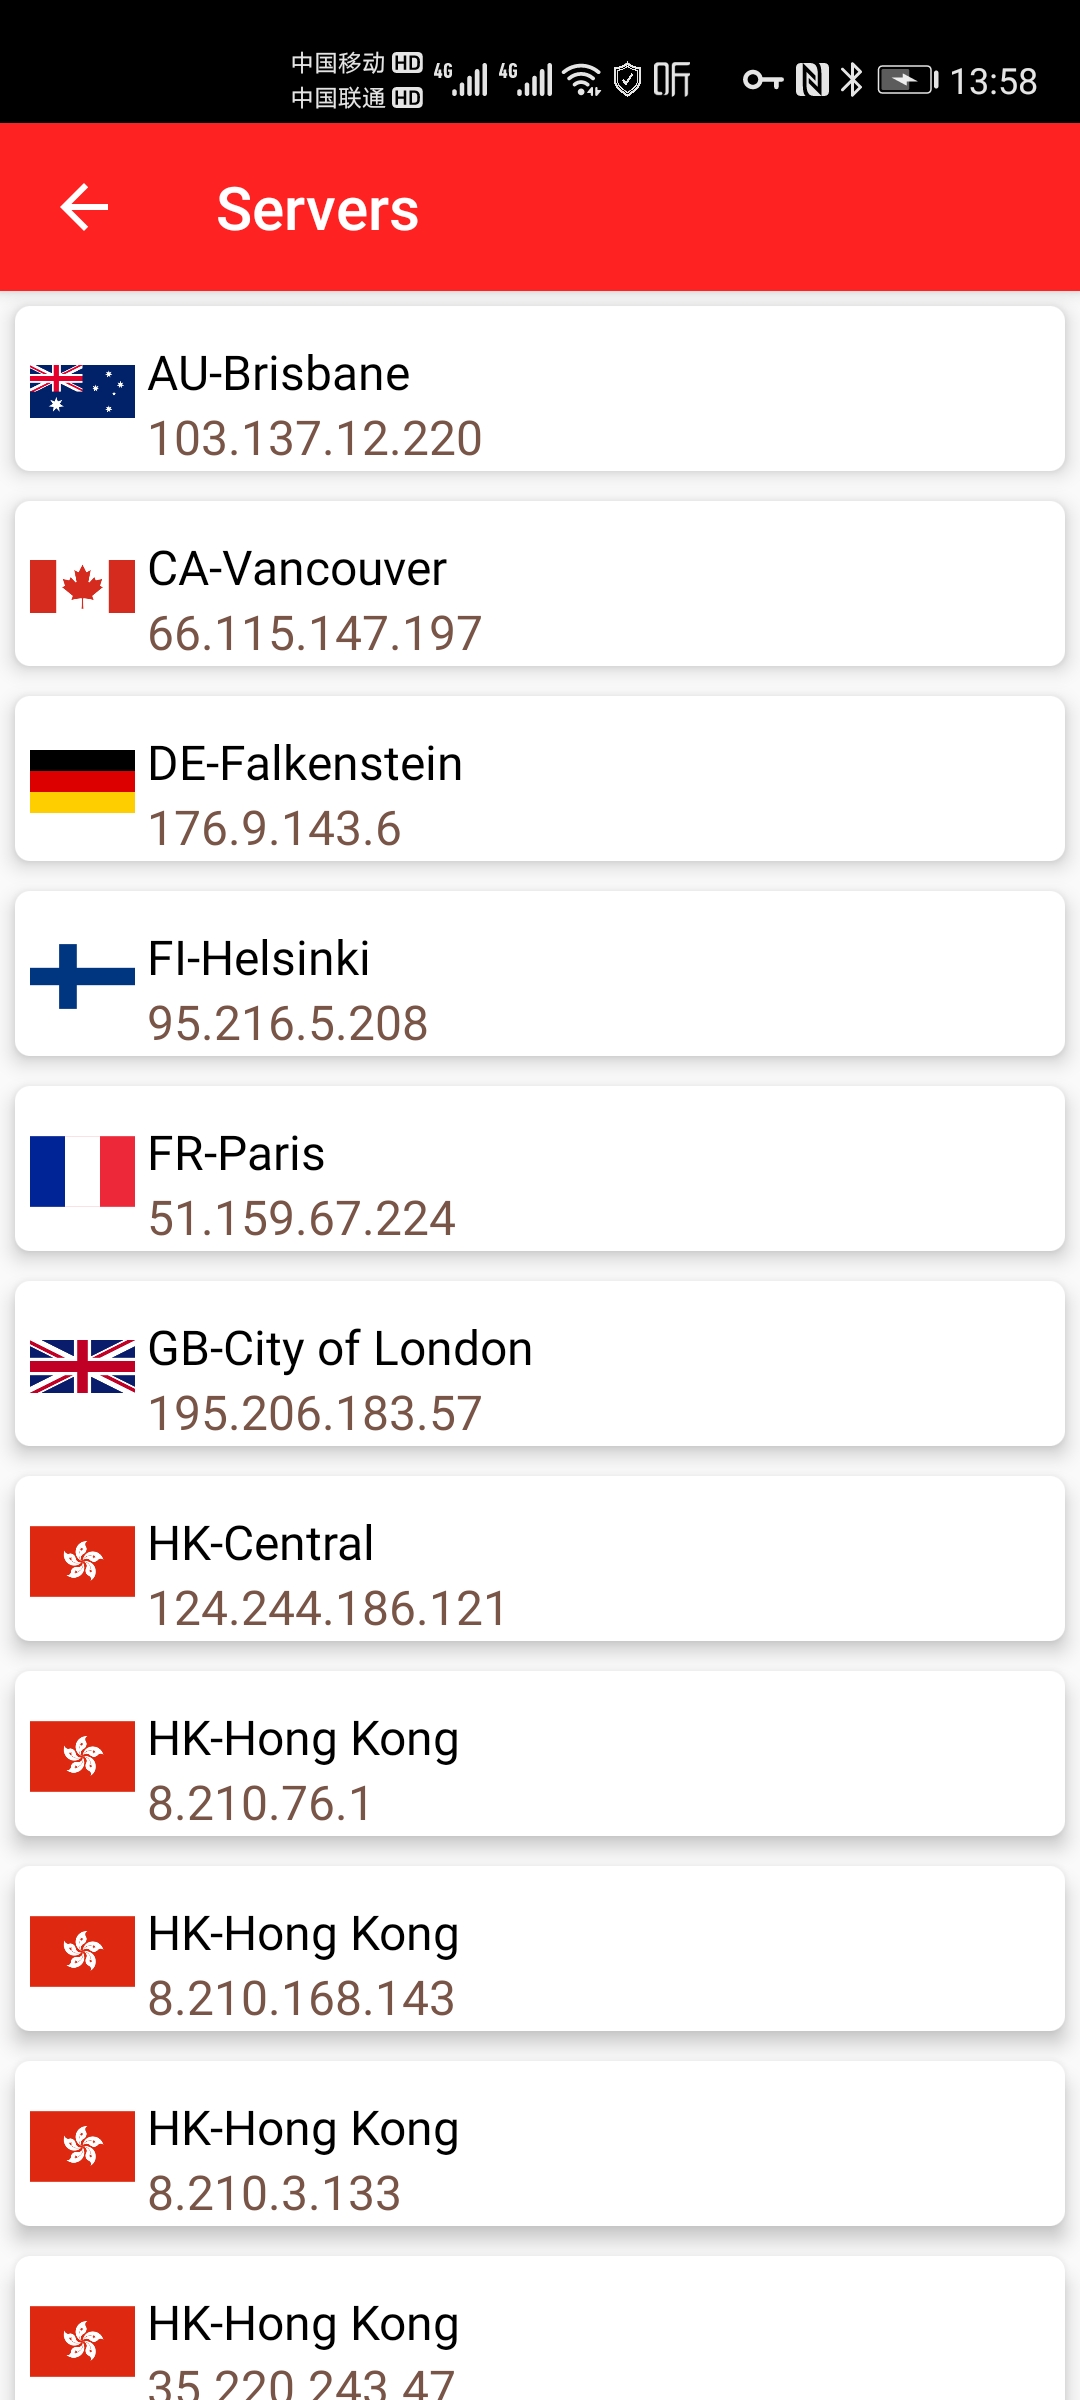 中国移动 HD
中国联通 HD
4G 4G 听 13:58
Servers
AU-Brisbane
103.137.12.220
CA-Vancouver
66.115.147.197
DE-Falkenstein
176.9.143.6
FI-Helsinki
95.216.5.208
FR-Paris
51.159.67.224
GB-City of London
195.206.183.57
HK-Central
124.244.186.121
HK-Hong Kong
8.210.76.1
HK-Hong Kong
8.210.168.143
HK-Hong Kong
8.210.3.133
HK-Hong Kong
35.220.243.47